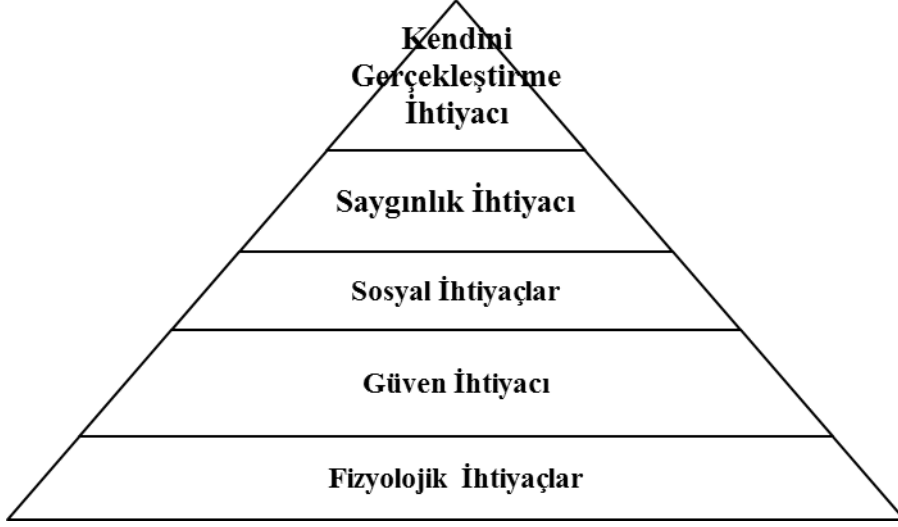 Kendini
Gerçekleştirme
İhtiyacı
Saygınlık İhtiyacı
Sosyal İhtiyaçlar
Güven İhtiyacı
Fizyolojik İhtiyaçlar